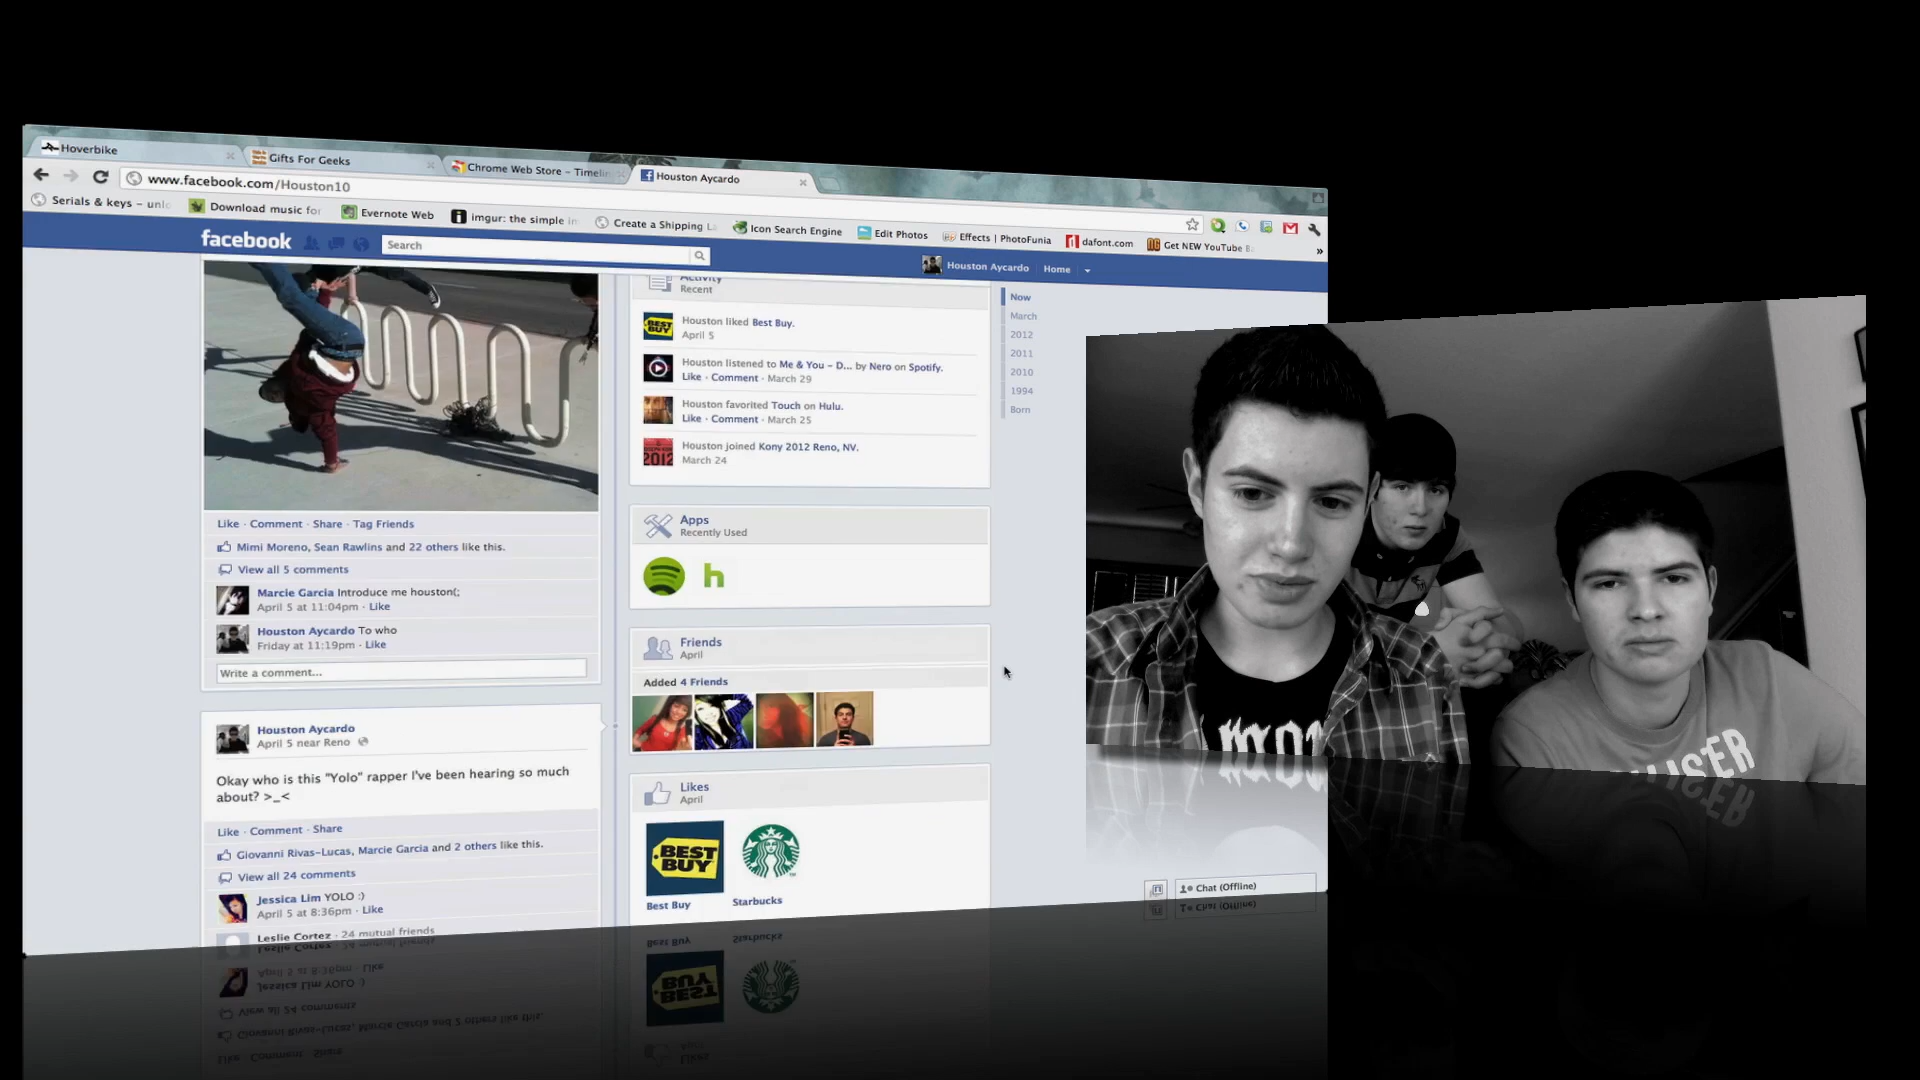 Hoverbike
Gifts For Geeks
Chrome Web Store – Timelin
Houston Aycardo
www.facebook.com/Houston10
Serials & keys – unlo
Download music for
Evernote Web
imgur: the simple in
Create a Shipping La
Icon Search Engine
Edit Photos
Effects | PhotoFunia
dafont.com
Get NEW YouTube B
»
facebook
Search
Houston Aycardo
Home
Like · Comment · Share · Tag Friends
Mimi Moreno, Sean Rawlins and 22 others like this.
View all 5 comments
Marcie Garcia Introduce me houston(;
April 5 at 11:04pm · Like
Houston Aycardo To who
Friday at 11:19pm · Like
Write a comment...
Houston Aycardo
April 5 near Reno
Okay who is this "Yolo" rapper I've been hearing so much
about? >_<
Like · Comment · Share
Giovanni Rivas-Lucas, Marcie Garcia and 2 others like this.
View all 24 comments
Jessica Lim YOLO :)
April 5 at 8:36pm · Like
Leslie Cortez · 24 mutual friends
Activity
Recent
Houston liked Best Buy.
April 5
Houston listened to Me & You – D... by Nero on Spotify.
Like · Comment · March 29
Houston favorited Touch on Hulu.
Like · Comment · March 25
2012
Houston joined Kony 2012 Reno, NV.
March 24
Apps
Recently Used
h
Friends
April
Added 4 Friends
Likes
April
BEST BUY
Best Buy
Starbucks
Now
March
2012
2011
2010
1994
Born
Chat (Offline)